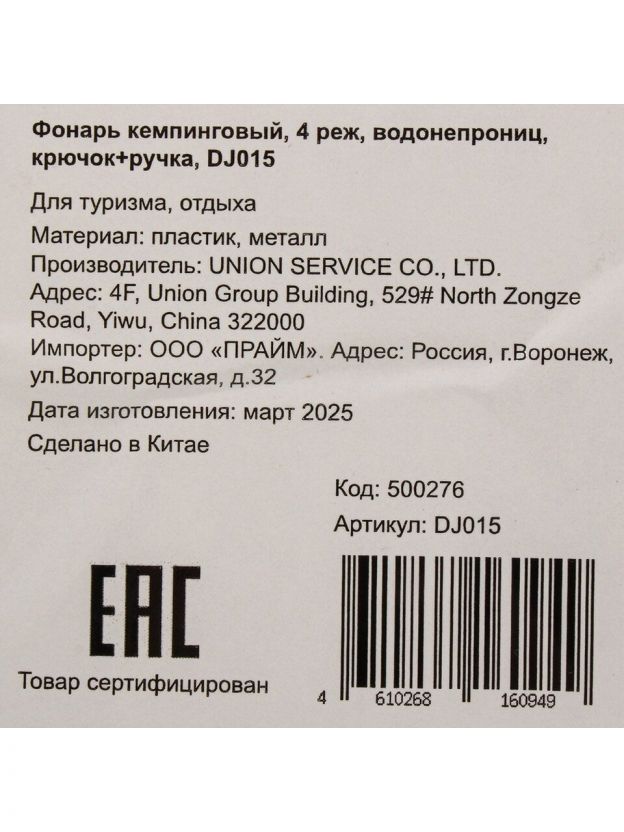 Фонарь кемпинговый, 4 реж, водонепрониц,
крючок+ручка, DJ015
Для туризма, отдыха
Материал: пластик, металл
Производитель: UNION SERVICE CO., LTD.
Адрес: 4F, Union Group Building, 529# North Zongze
Road, Yiwu, China 322000
Импортер: ООО «ПРАЙМ». Адрес: Россия, г.Воронеж,
ул.Волгоградская, д.32
Дата изготовления: март 2025
Сделано в Китае
Код: 500276
Артикул: DJ015
EAC
Товар сертифицирован
4 610268 160949